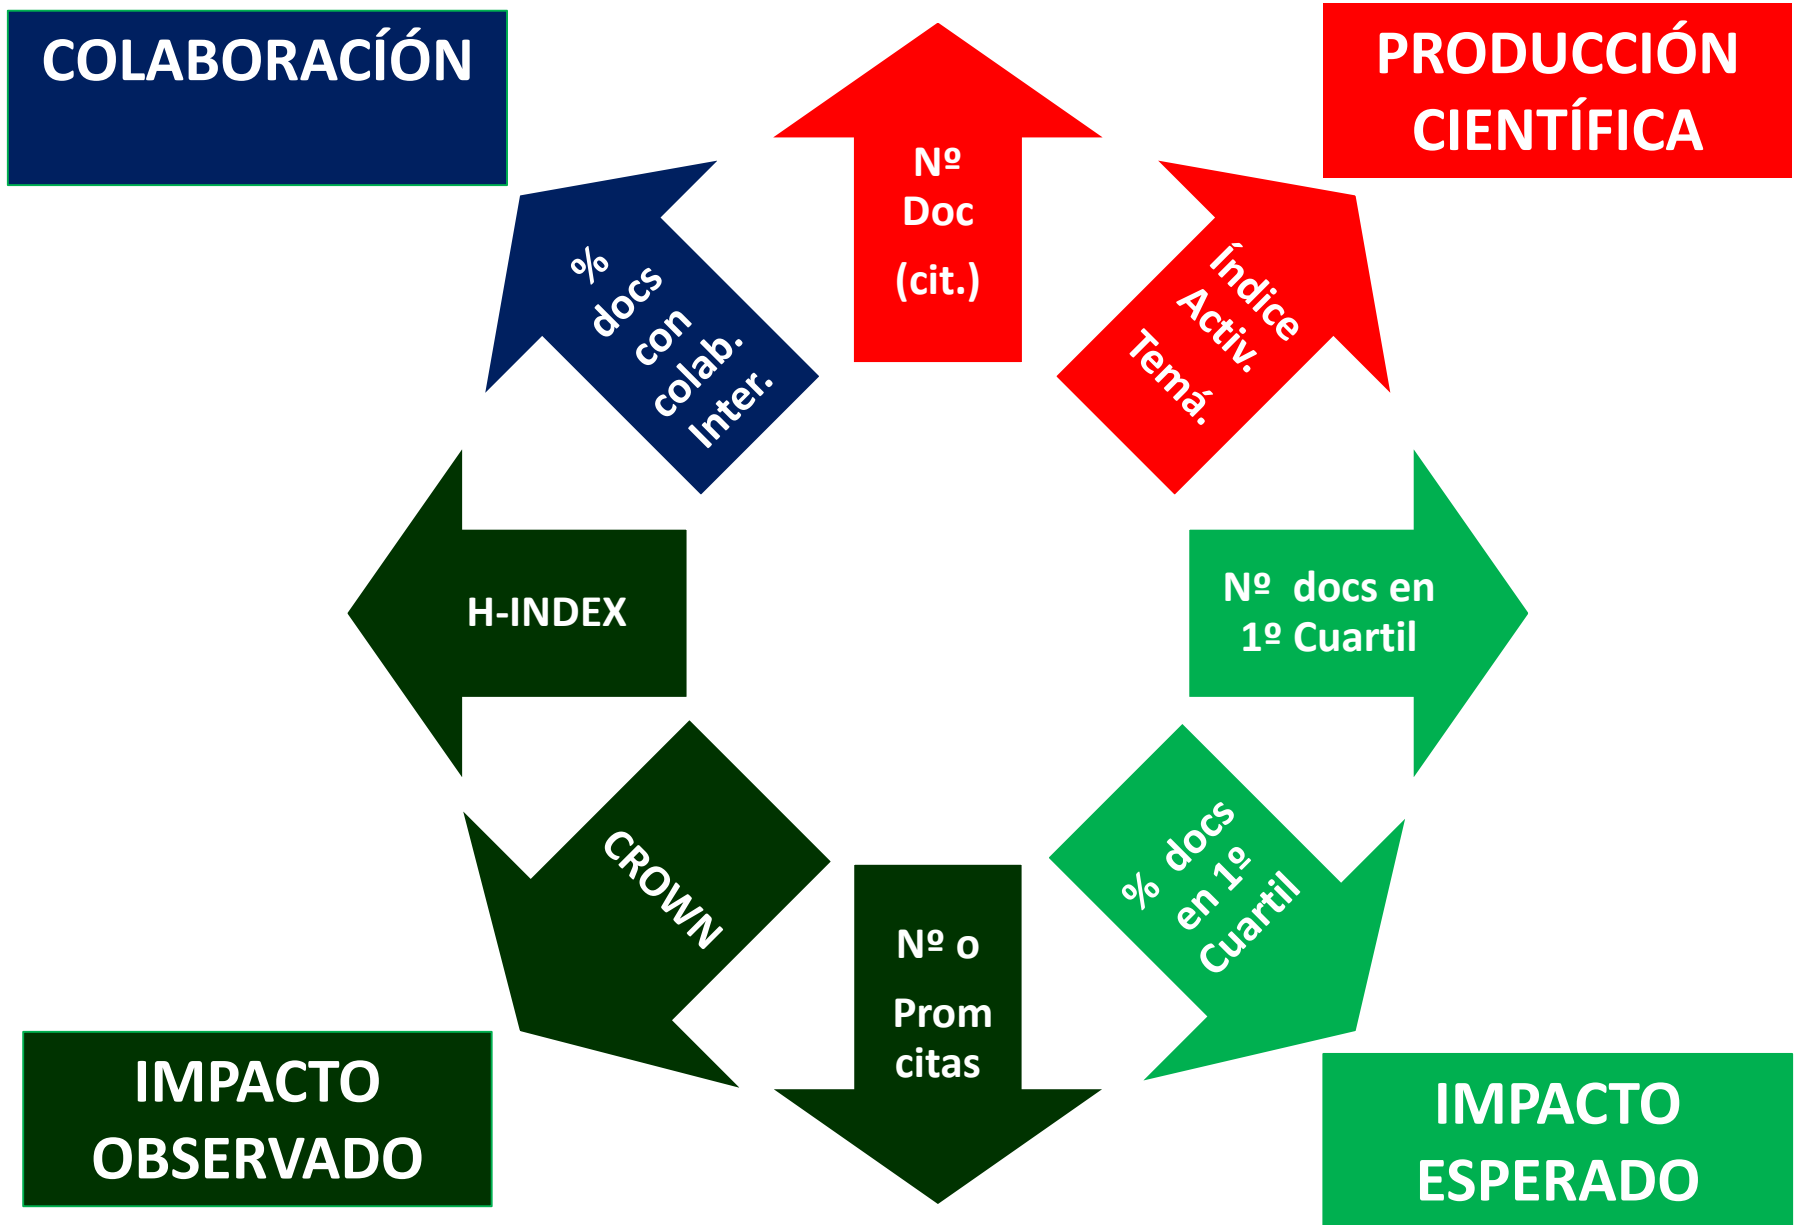 COLABORACÍÓN
PRODUCCIÓN
CIENTÍFICA
Nº
Doc
(cit.)
Índice
Activ.
Temá.
%
docs
con
colab.
Inter.
H-INDEX
Nº docs en
1º Cuartil
CROWN
Nº o
Prom
citas
% docs
en 1º
Cuartil
IMPACTO
OBSERVADO
IMPACTO
ESPERADO